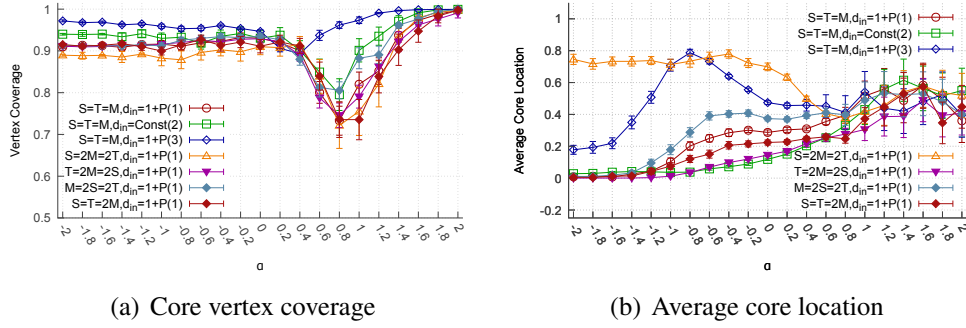 1
0.9
0.8
0.7
0.6
0.5
Vertex Coverage
S=T=M,d_in=1+P(1)
S=T=M,d_in=Const(2)
S=T=M,d_in=1+P(3)
S=2M=2T,d_in=1+P(1)
T=2M=2S,d_in=1+P(1)
M=2S=2T,d_in=1+P(1)
S=T=2M,d_in=1+P(1)
-2 -1.8 -1.6 -1.4 -1.2 -1 -0.8 -0.6 -0.4 -0.2 0 0.2 0.4 0.6 0.8 1 1.2 1.4 1.6 1.8 2
α
(a) Core vertex coverage
1
0.8
0.6
0.4
0.2
0
-0.2
Average Core Location
S=T=M,d_in=1+P(1)
S=T=M,d_in=Const(2)
S=T=M,d_in=1+P(3)
S=2M=2T,d_in=1+P(1)
T=2M=2S,d_in=1+P(1)
M=2S=2T,d_in=1+P(1)
S=T=2M,d_in=1+P(1)
-2 -1.8 -1.6 -1.4 -1.2 -1 -0.8 -0.6 -0.4 -0.2 0 0.2 0.4 0.6 0.8 1 1.2 1.4 1.6 1.8 2
α
(b) Average core location